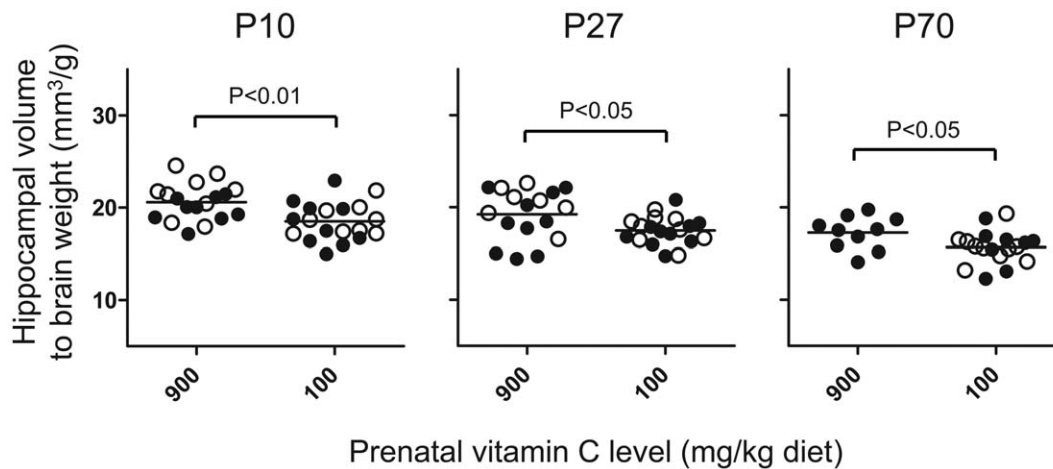 P10
P27
P70
Hippocampal volume
to brain weight (mm³/g)
30
20
10
P<0.01
P<0.05
P<0.05
900
100
900
100
900
100
Prenatal vitamin C level (mg/kg diet)